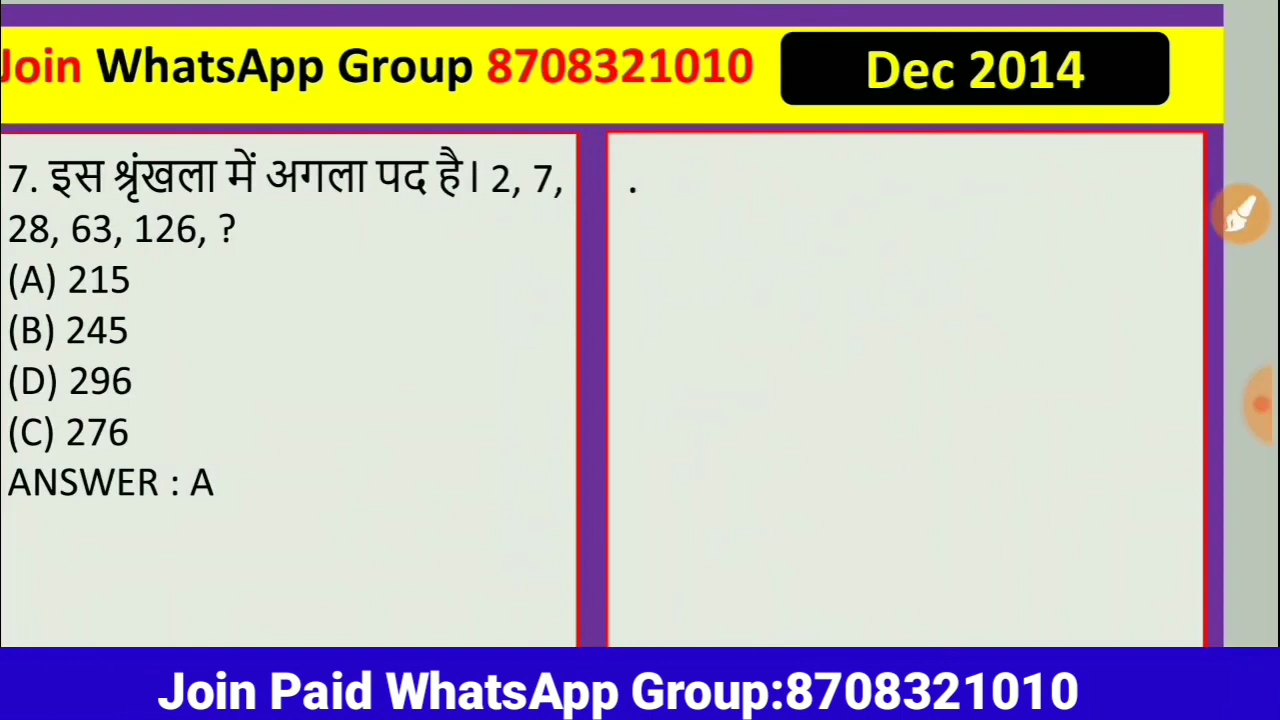 Join WhatsApp Group 8708321010
Dec 2014
7. इस श्रृंखला में अगला पद है। 2, 7,
28, 63, 126, ?
(A) 215
(B) 245
(D) 296
(C) 276
ANSWER : A
.
Join Paid WhatsApp Group:8708321010